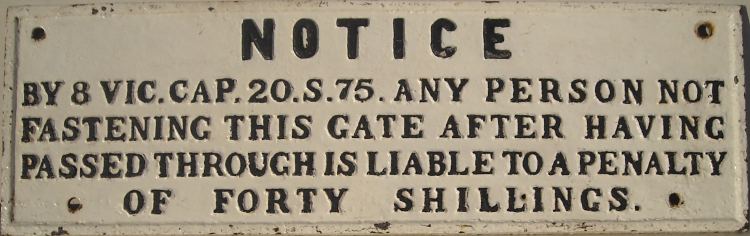 NOTICE
BY 8 VIC. CAP. 20. S. 75. ANY PERSON NOT
FASTENING THIS GATE AFTER HAVING
PASSED THROUGH IS LIABLE TO A PENALTY
OF FORTY SHILLINGS.